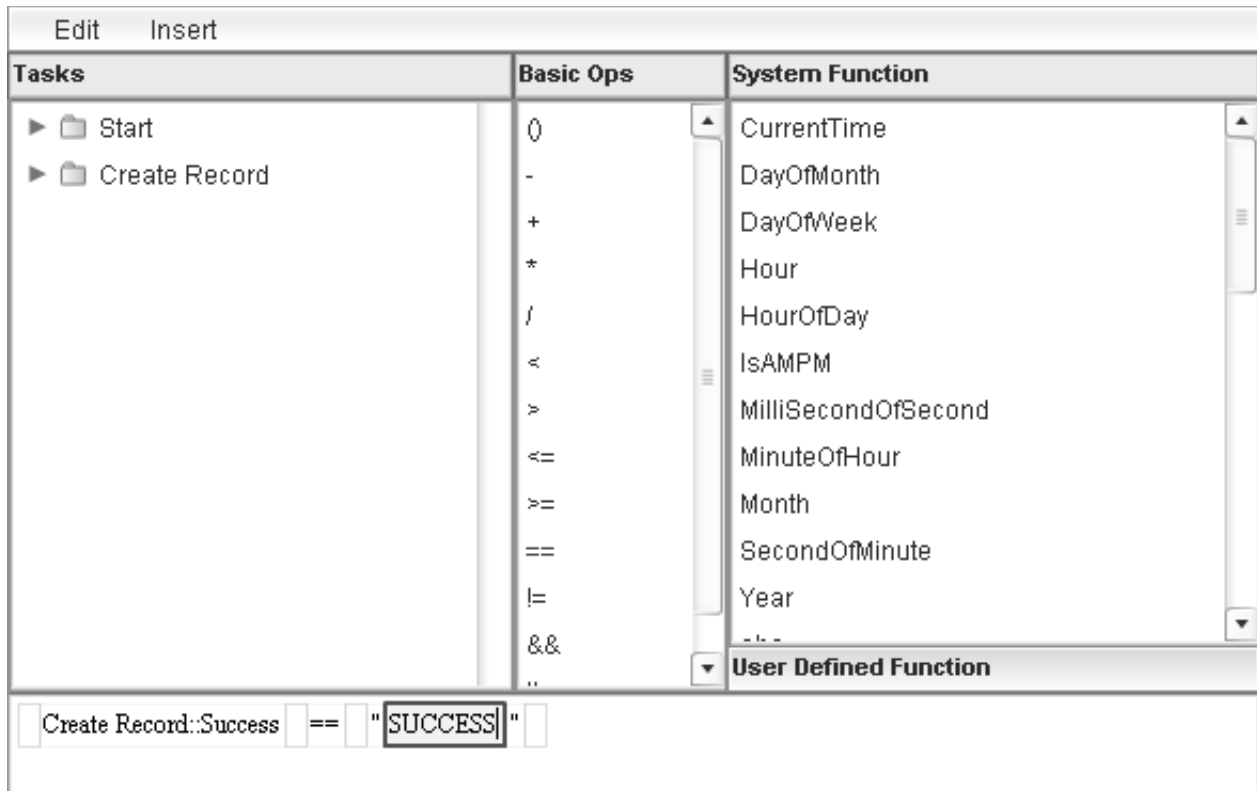 Edit Insert
Tasks
Start
Create Record
Basic Ops
()
-
+
*
/
<
>
<=
>=
==
!=
&&
System Function
CurrentTime
DayOfMonth
DayOfWeek
Hour
HourOfDay
IsAMPM
MilliSecondOfSecond
MinuteOfHour
Month
SecondOfMinute
Year
User Defined Function
Create Record::Success == "SUCCESS"